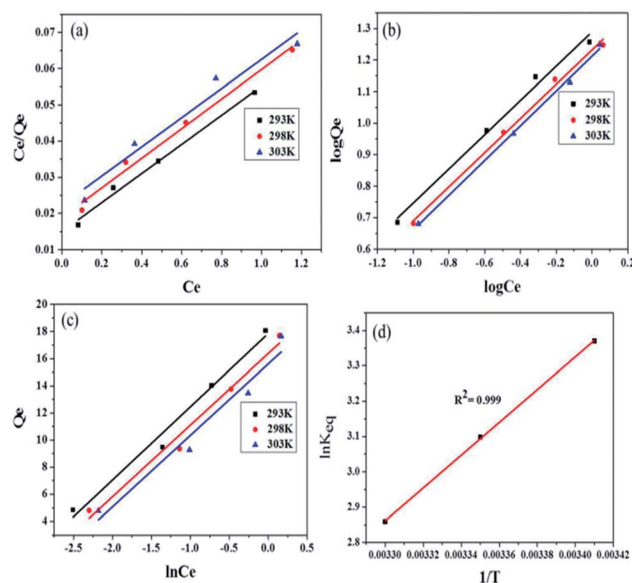 (a)
Ce/Qe
0.07
0.06
0.05
0.04
0.03
0.02
0.01
293K
298K
303K
0.0 0.2 0.4 0.6 0.8 1.0 1.2
Ce
(b)
logQe
1.3
1.2
1.1
1.0
0.9
0.8
0.7
0.6
293K
298K
303K
-1.2 -1.0 -0.8 -0.6 -0.4 -0.2 0.0 0.2
logCe
(c)
Qe
20
18
16
14
12
10
8
6
4
293K
298K
303K
-2.5 -2.0 -1.5 -1.0 -0.5 0.0 0.5
lnCe
(d)
lnKeq
3.4
3.3
3.2
3.1
3.0
2.9
2.8
R2= 0.999
0.00330 0.00332 0.00334 0.00336 0.00338 0.00340 0.00342
1/T